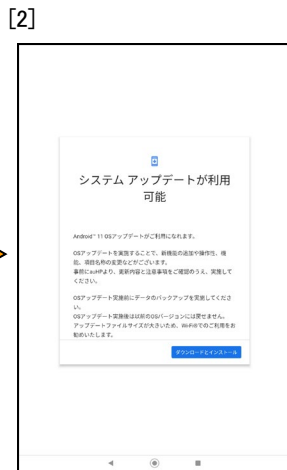 [2]
システム アップデートが利用
可能
Android™ 11 OSアップデートがご利用になれます。
OSアップデートを実施することで、新機能の追加や操作性、機
能、項目名称の変更などがございます。
事前にauHPより、更新内容と注意事項をご確認のうえ、実施して
ください。
OSアップデート実施前にデータのバックアップを実施してくださ
い。
OSアップデート実施後は以前のOSバージョンには戻せません。
アップデートファイルサイズが大きいため、Wi-Fi®でのご利用をお
勧めいたします。
ダウンロードとインストール